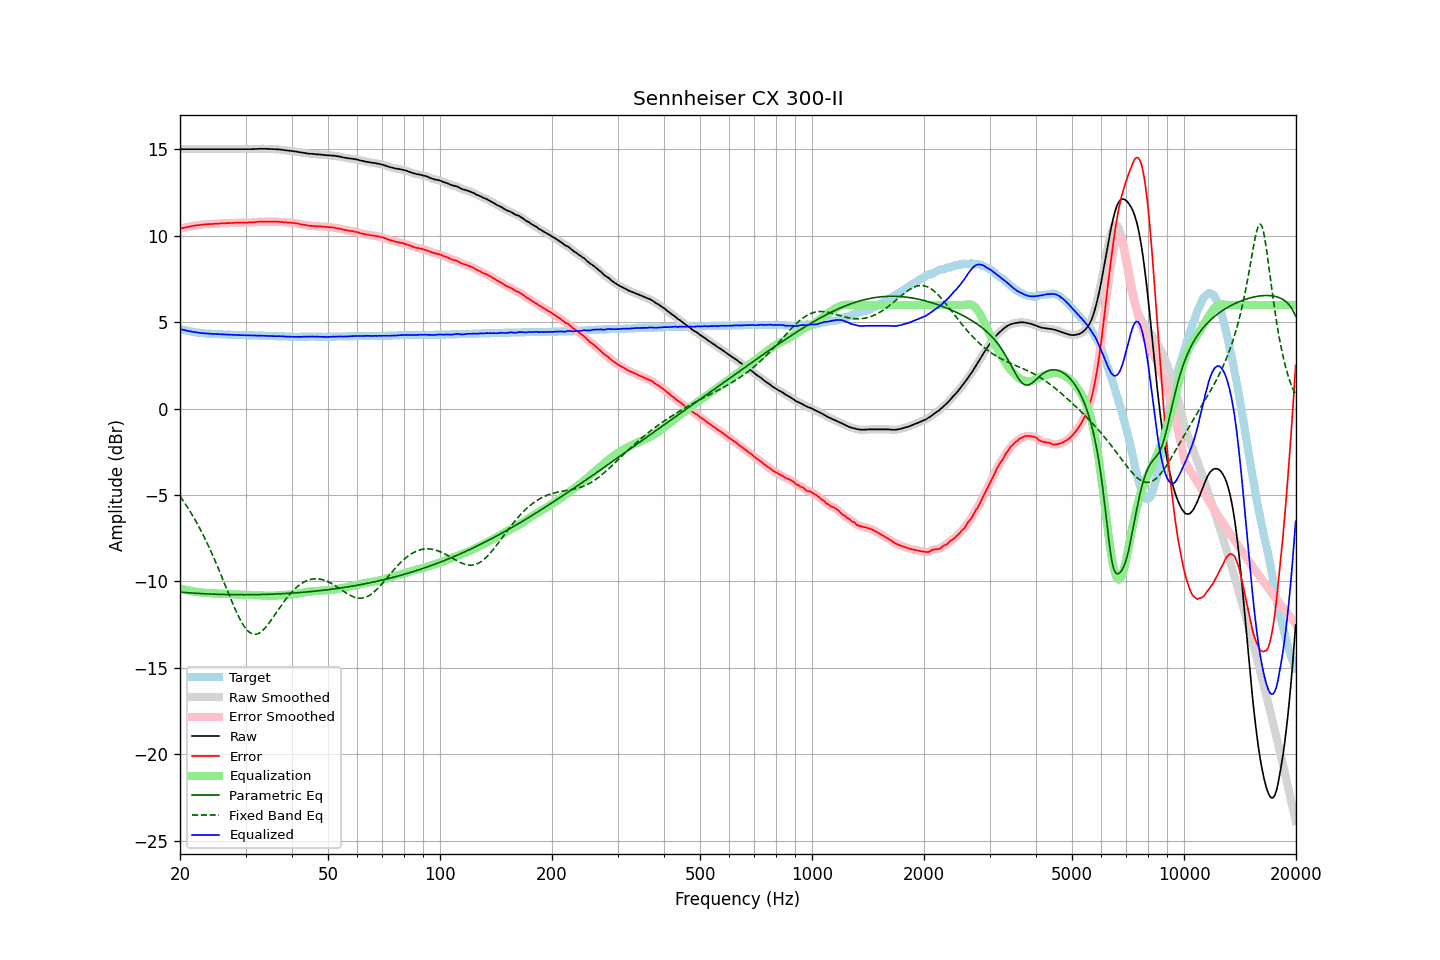 Sennheiser CX 300-II
Amplitude (dBr)
15
10
5
0
−5
−10
−15
−20
−25
Target
Raw Smoothed
Error Smoothed
Raw
Error
Equalization
Parametric Eq
Fixed Band Eq
Equalized
20 50 100 200 500 1000 2000 5000 10000 20000
Frequency (Hz)